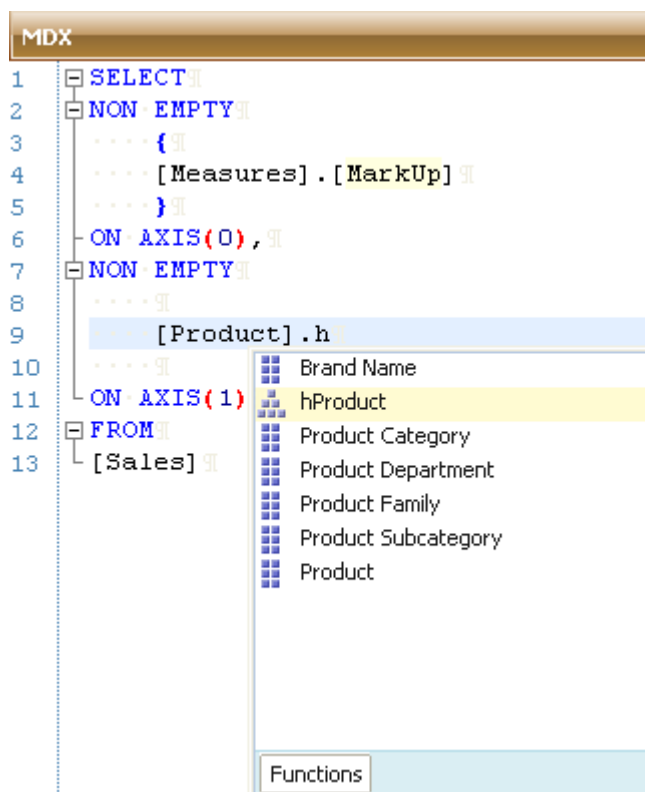 MDX
1 SELECT¶
2 NON·EMPTY¶
3 ····{¶
4 ····[Measures].[MarkUp]¶
5 ····}¶
6 ON·AXIS(0),¶
7 NON·EMPTY¶
8 ····¶
9 ····[Product].h¶
10 ····¶
11 ON·AXIS(1)
12 FROM¶
13 [Sales]¶
Brand Name
hProduct
Product Category
Product Department
Product Family
Product Subcategory
Product
Functions